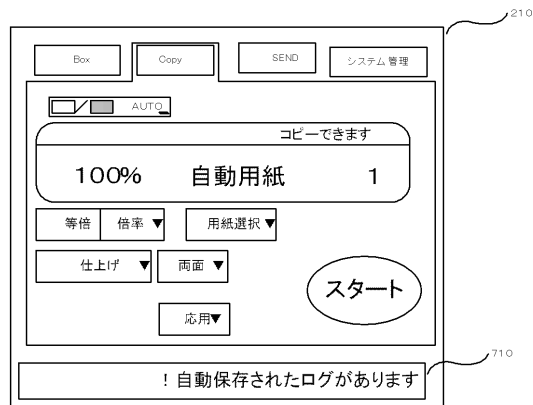 210
Box Copy SEND システム管理
AUTO
コピーできます
100% 自動用紙 1
等倍 倍率▼ 用紙選択▼
仕上げ ▼ 両面 ▼
スタート
応用▼
710
！自動保存されたログがあります